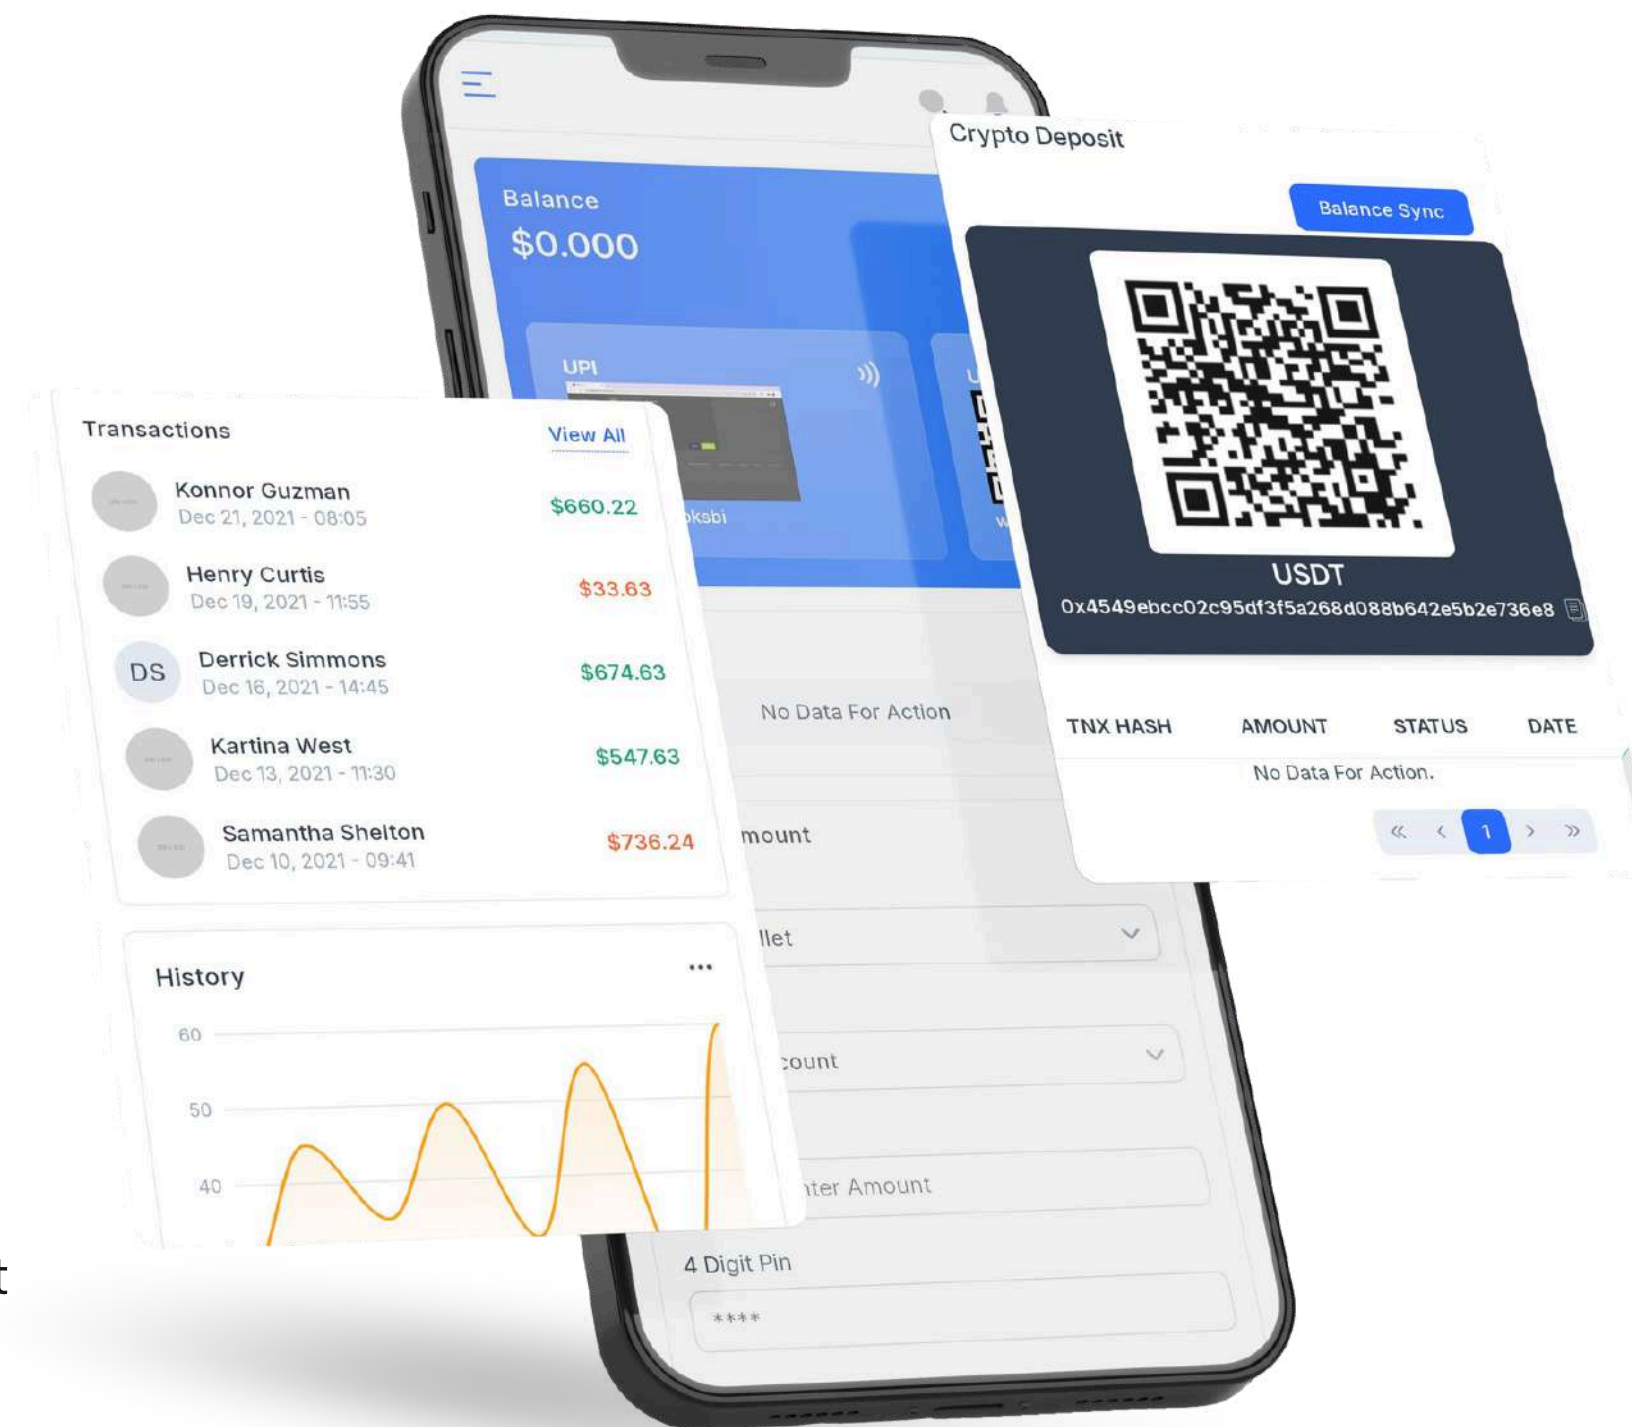 Crypto Deposit
Balance Sync
USDT
0x4549ebcc02c95df3f5a268d088b642e5b2e736e8
TNX HASH AMOUNT STATUS DATE
No Data For Action.
« ‹ 1 › »
Balance
$0.000
UPI
U
oksbi
w
No Data For Action
mount
llet
count
nter Amount
4 Digit Pin
****
Transactions View All
Konnor Guzman
Dec 21, 2021 - 08:05
$660.22
Henry Curtis
Dec 19, 2021 - 11:55
$33.63
DS
Derrick Simmons
Dec 16, 2021 - 14:45
$674.63
Kartina West
Dec 13, 2021 - 11:30
$547.63
Samantha Shelton
Dec 10, 2021 - 09:41
$736.24
History
60
50
40
t